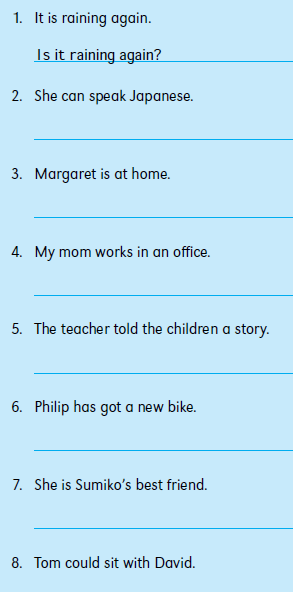 1. It is raining again.
Is it raining again?
2. She can speak Japanese.
3. Margaret is at home.
4. My mom works in an office.
5. The teacher told the children a story.
6. Philip has got a new bike.
7. She is Sumiko's best friend.
8. Tom could sit with David.